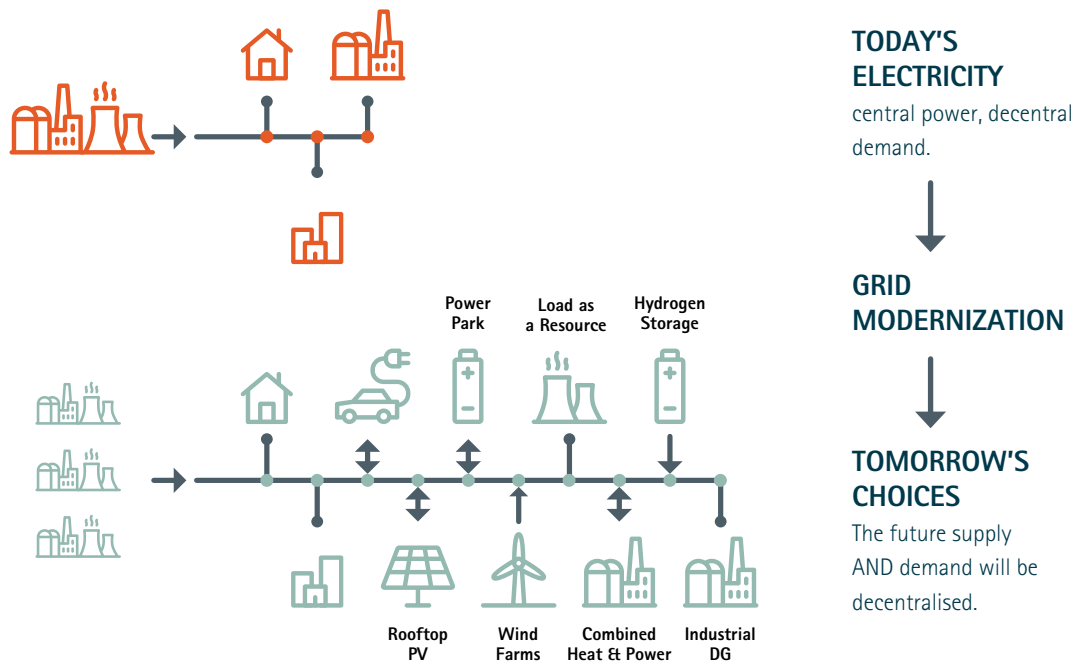 TODAY'S
ELECTRICITY
central power, decentral
demand.
GRID
MODERNIZATION
TOMORROW'S
CHOICES
The future supply
AND demand will be
decentralised.
Power
Park
Load as
a Resource
Hydrogen
Storage
Rooftop
PV
Wind
Farms
Combined
Heat & Power
Industrial
DG